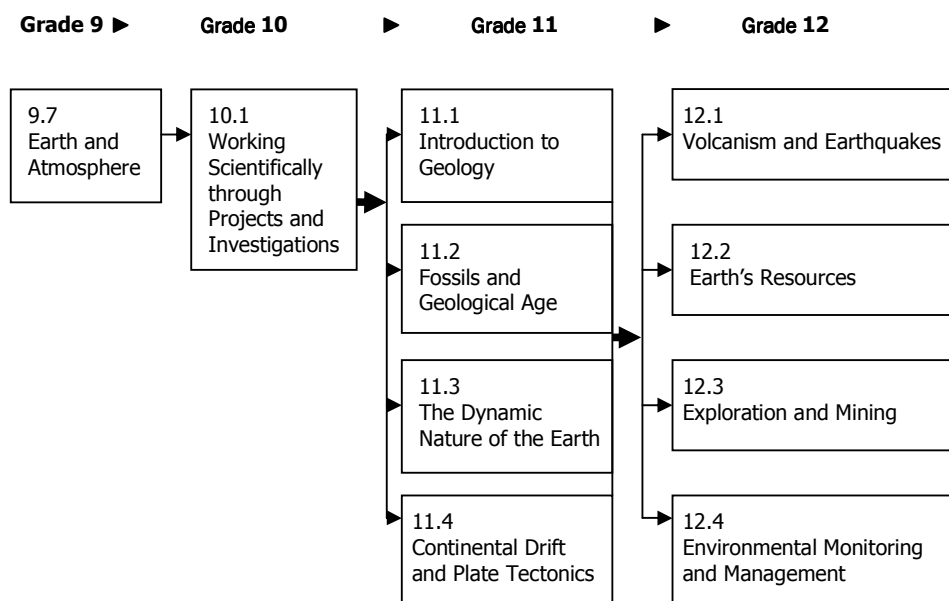 Grade 9 ► Grade 10 ► Grade 11 ► Grade 12
9.7
Earth and
Atmosphere
10.1
Working
Scientifically
through
Projects and
Investigations
11.1
Introduction to
Geology
11.2
Fossils and
Geological Age
11.3
The Dynamic
Nature of the Earth
11.4
Continental Drift
and Plate Tectonics
12.1
Volcanism and Earthquakes
12.2
Earth’s Resources
12.3
Exploration and Mining
12.4
Environmental Monitoring
and Management